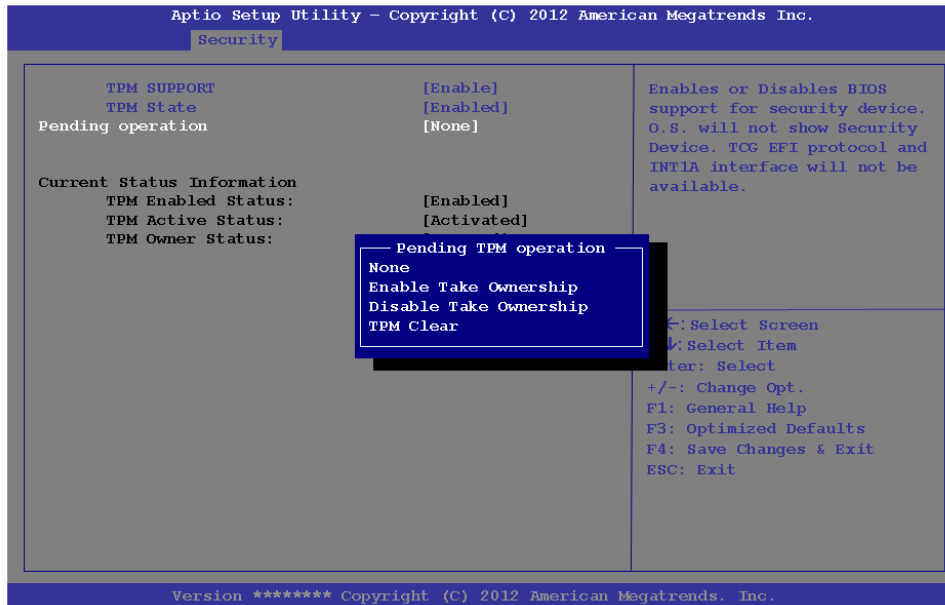 Aptio Setup Utility – Copyright (C) 2012 American Megatrends Inc.
Security
TPM SUPPORT [Enable]
TPM State [Enabled]
Pending operation [None]
Current Status Information
TPM Enabled Status: [Enabled]
TPM Active Status: [Activated]
TPM Owner Status:
Pending TPM operation
None
Enable Take Ownership
Disable Take Ownership
TPM Clear
Enables or Disables BIOS
support for security device.
O.S. will not show Security
Device. TCG EFI protocol and
INT1A interface will not be
available.
←:Select Screen
↓:Select Item
ter: Select
+/-: Change Opt.
F1: General Help
F3: Optimized Defaults
F4: Save Changes & Exit
ESC: Exit
Version ******** Copyright (C) 2012 American Megatrends. Inc.